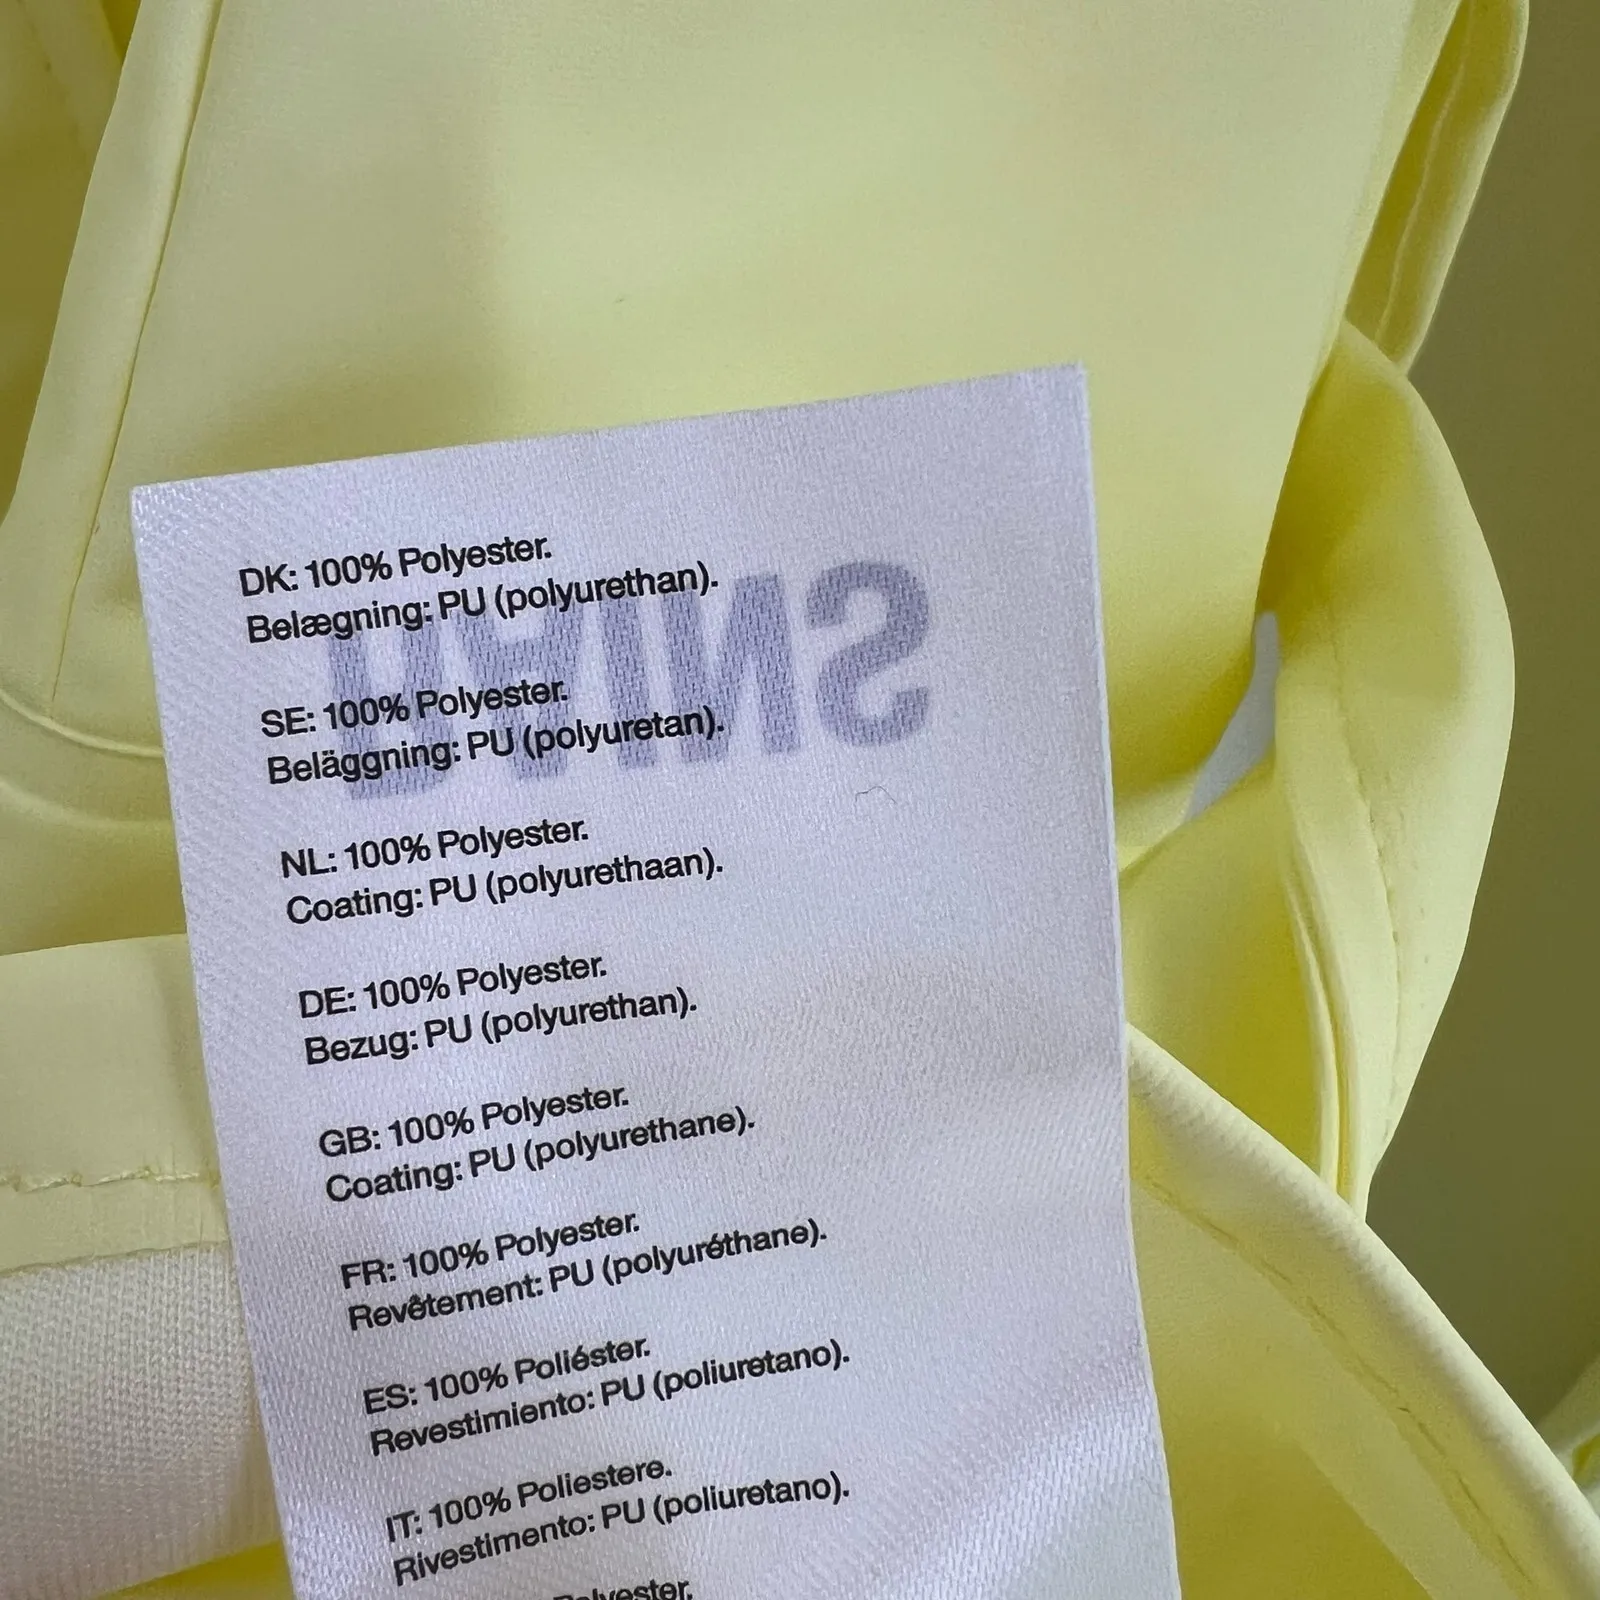 DK: 100% Polyester.
Belægning: PU (polyurethan).
SE: 100% Polyester.
Beläggning: PU (polyuretan).
NL: 100% Polyester.
Coating: PU (polyurethaan).
DE: 100% Polyester.
Bezug: PU (polyurethan).
GB: 100% Polyester.
Coating: PU (polyurethane).
FR: 100% Polyester.
Revêtement: PU (polyuréthane).
ES: 100% Poliéster.
Revestimiento: PU (poliuretano).
IT: 100% Poliestere.
Rivestimento: PU (poliuretano).
Polyester.